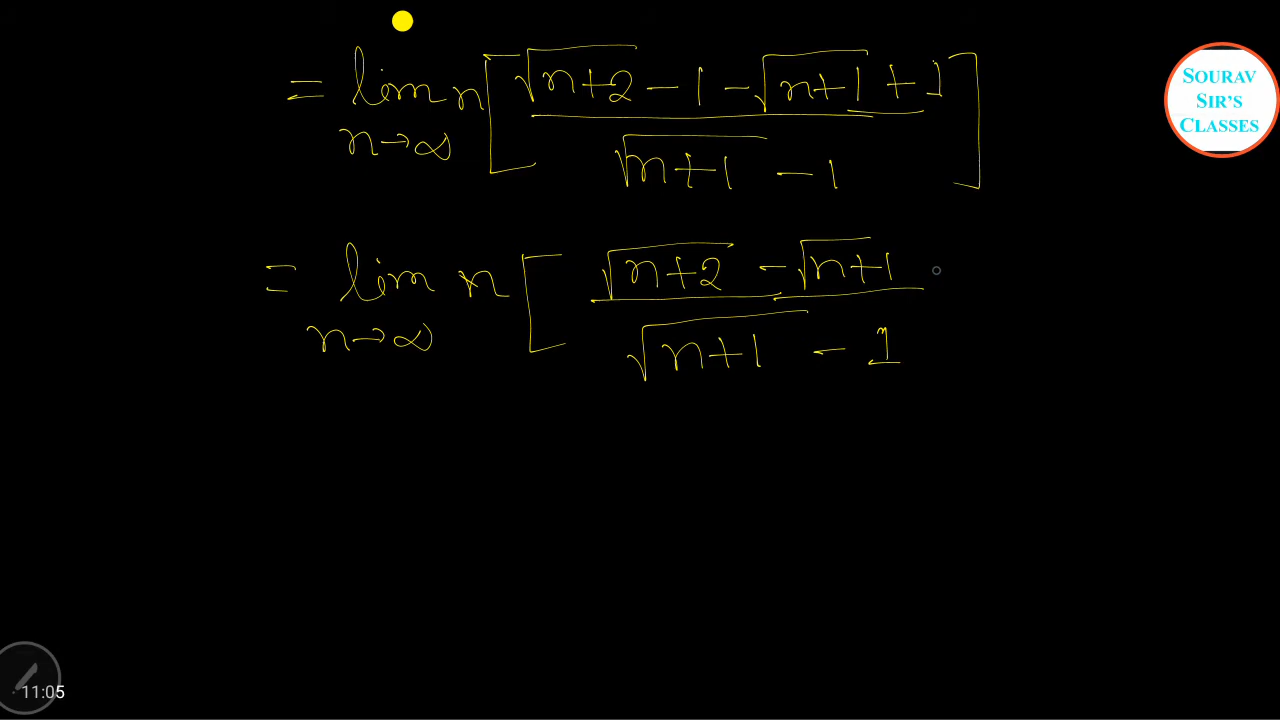 = lim n→∞ n [ (√(n+2) − 1 − √(n+1) + 1) / (√(n+1) − 1) ]
SOURAV
SIR'S
CLASSES
= lim n→∞ n [ (√(n+2) − √(n+1)) / (√(n+1) − 1)
11:05